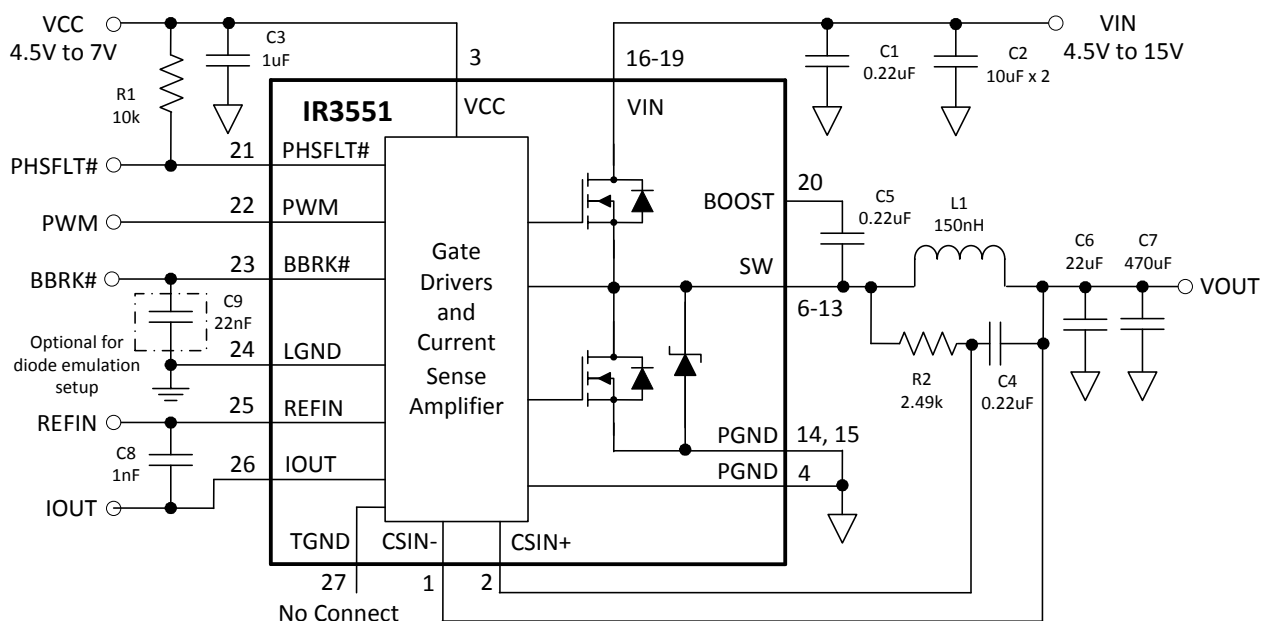 VCC
4.5V to 7V
C3
1uF
3
16-19
C1
0.22uF
C2
10uF x 2
VIN
4.5V to 15V
R1
10k
IR3551
VCC
VIN
PHSFLT#
21
PHSFLT#
PWM
22
PWM
BBRK#
23
BBRK#
C9
22nF
Optional for
diode emulation
setup
24
LGND
REFIN
25
REFIN
C8
1nF
26
IOUT
IOUT
Gate
Drivers
and
Current
Sense
Amplifier
BOOST
20
C5
0.22uF
L1
150nH
C6
22uF
C7
470uF
SW
6-13
VOUT
R2
2.49k
C4
0.22uF
PGND
14, 15
PGND
4
TGND
CSIN-
CSIN+
27
1
2
No Connect